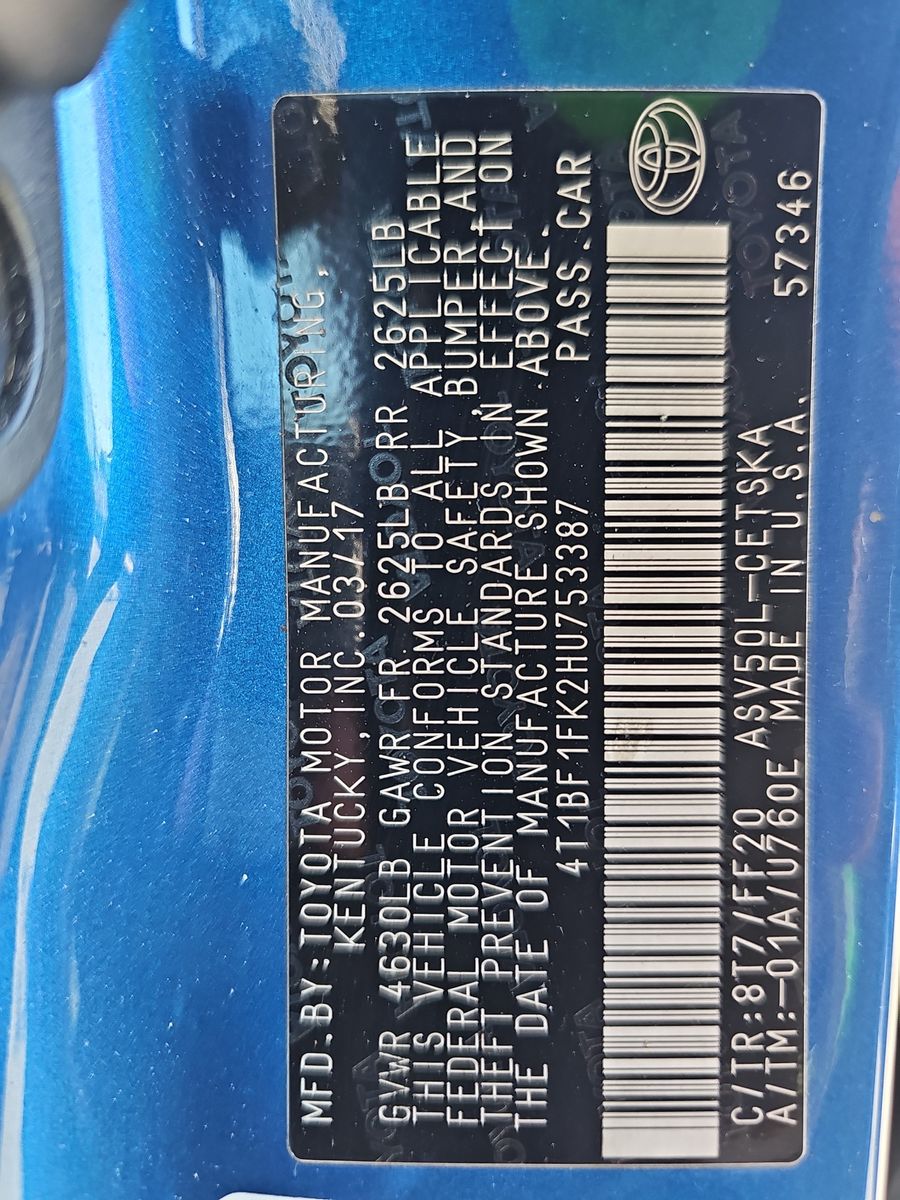 MFD.BY:TOYOTA MOTOR MANUFACTURING,
KENTUCKY,INC.03/17
GVWR 4630LB GAWR FR 2625LB RR 2625LB
THIS VEHICLE CONFORMS TO ALL APPLICABLE
FEDERAL MOTOR VEHICLE SAFETY, BUMPER AND
THEFT PREVENTION STANDARDS IN EFFECT ON
THE DATE OF MANUFACTURE SHOWN ABOVE.
4T1BF1FK2HU753387 PASS.CAR
C/TR:8T7/FF20 ASV50L-CETSKA 57346
A/TM:-01A/U760E MADE IN U.S.A.